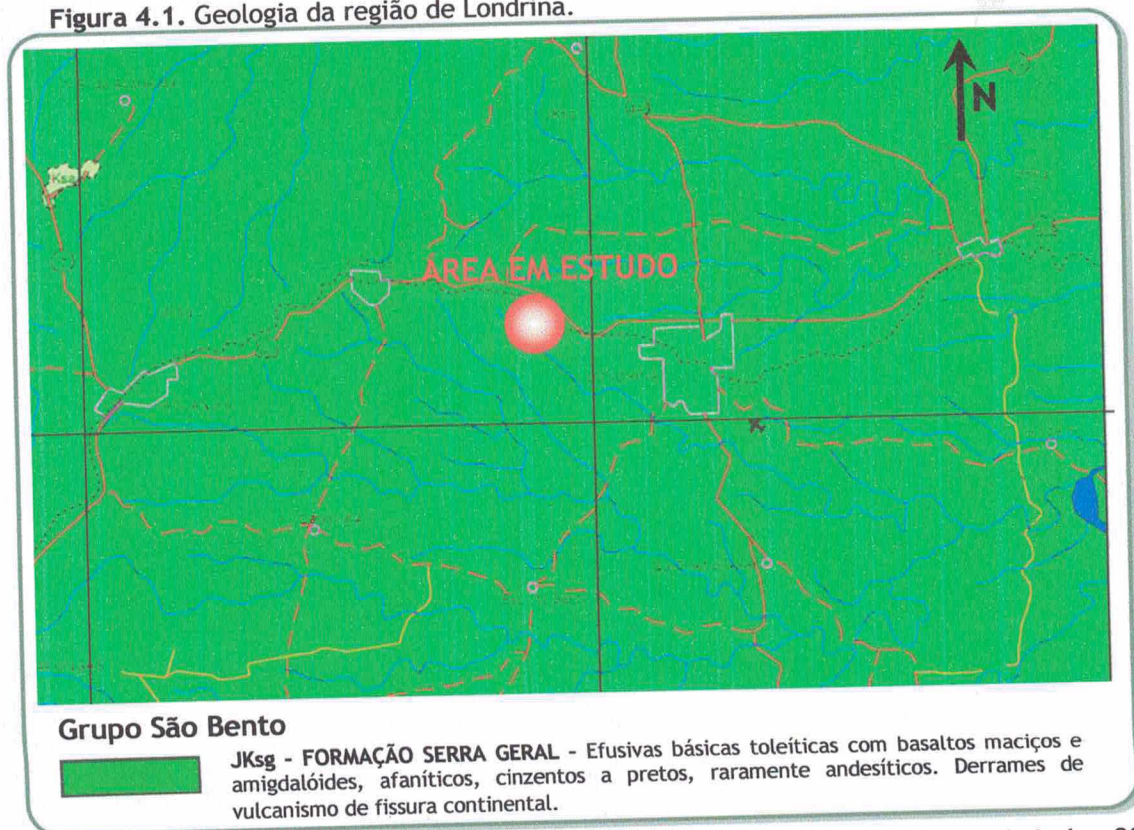 Figura 4.1. Geologia da região de Londrina.
N
Ksa
ÁREA EM ESTUDO
Grupo São Bento
JKsg - FORMAÇÃO SERRA GERAL - Efusivas básicas toleíticas com basaltos maciços e
amigdalóides, afaníticos, cinzentos a pretos, raramente andesíticos. Derrames de
vulcanismo de fissura continental.